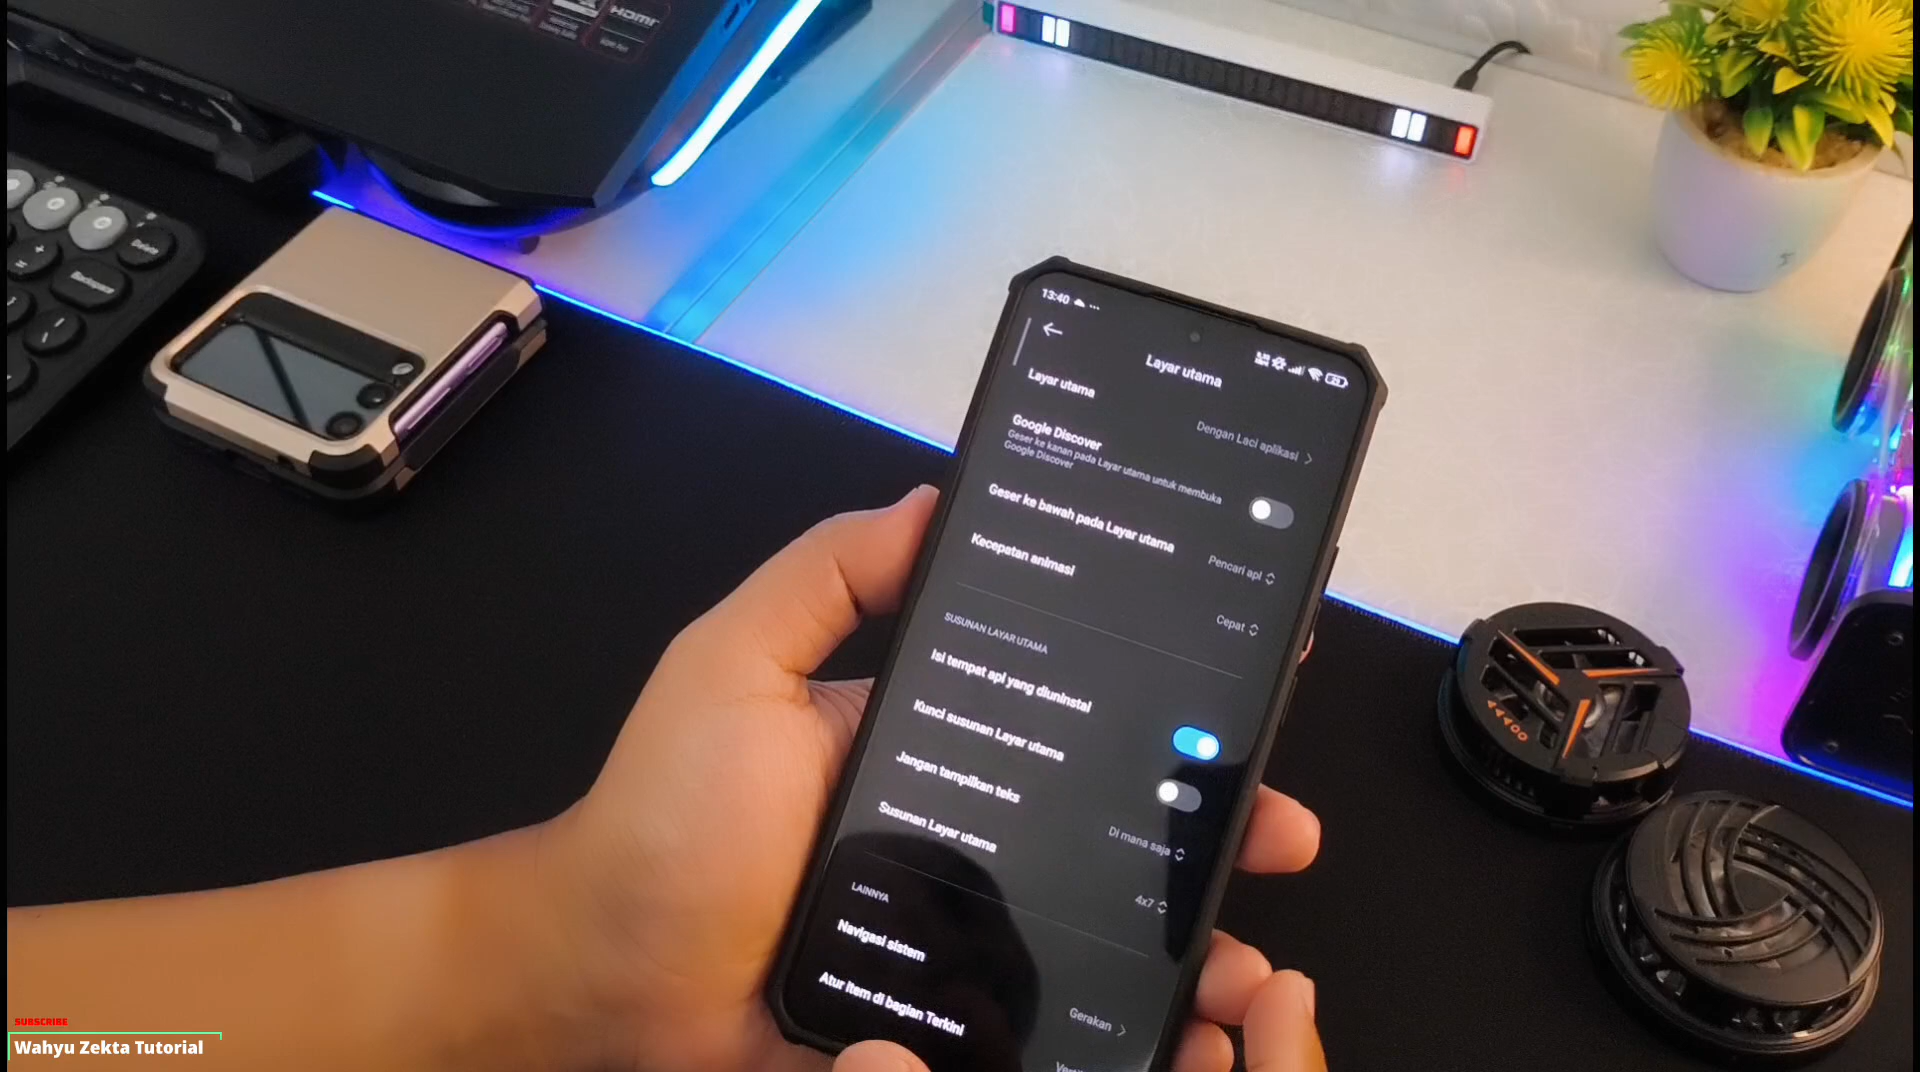 HDMI
Delete
Backspace
13:40
Layar utama
Layar utama
Dengan Laci aplikasi
Google Discover
Geser ke kanan pada Layar utama untuk membuka
Google Discover
Geser ke bawah pada Layar utama
Pencari apl
Kecepatan animasi
Cepat
SUSUNAN LAYAR UTAMA
Isi tempat apl yang diuninstal
Kunci susunan Layar utama
Jangan tampilkan teks
Di mana saja
Susunan Layar utama
4x7
LAINNYA
Navigasi sistem
Gerakan
Atur item di bagian Terkini
SUBSCRIBE
Wahyu Zekta Tutorial